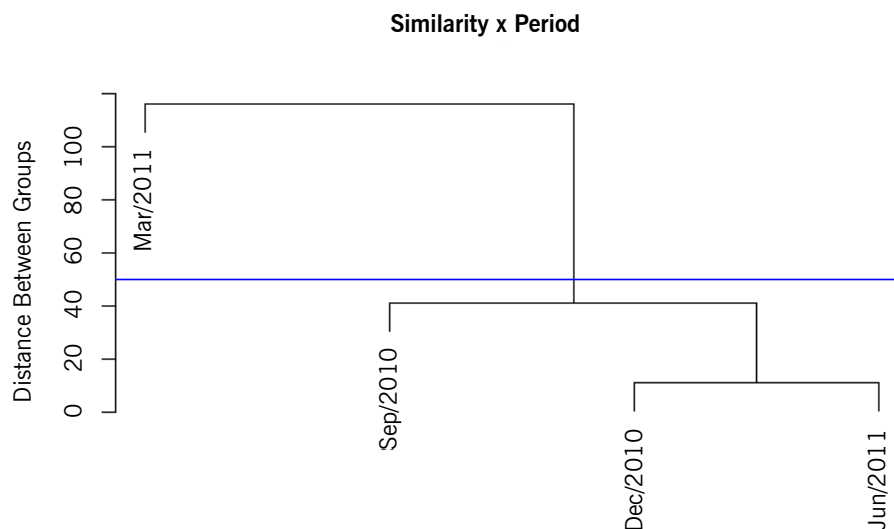 Similarity x Period
Distance Between Groups
100
80
60
40
20
0
Mar/2011
Sep/2010
Dec/2010
Jun/2011